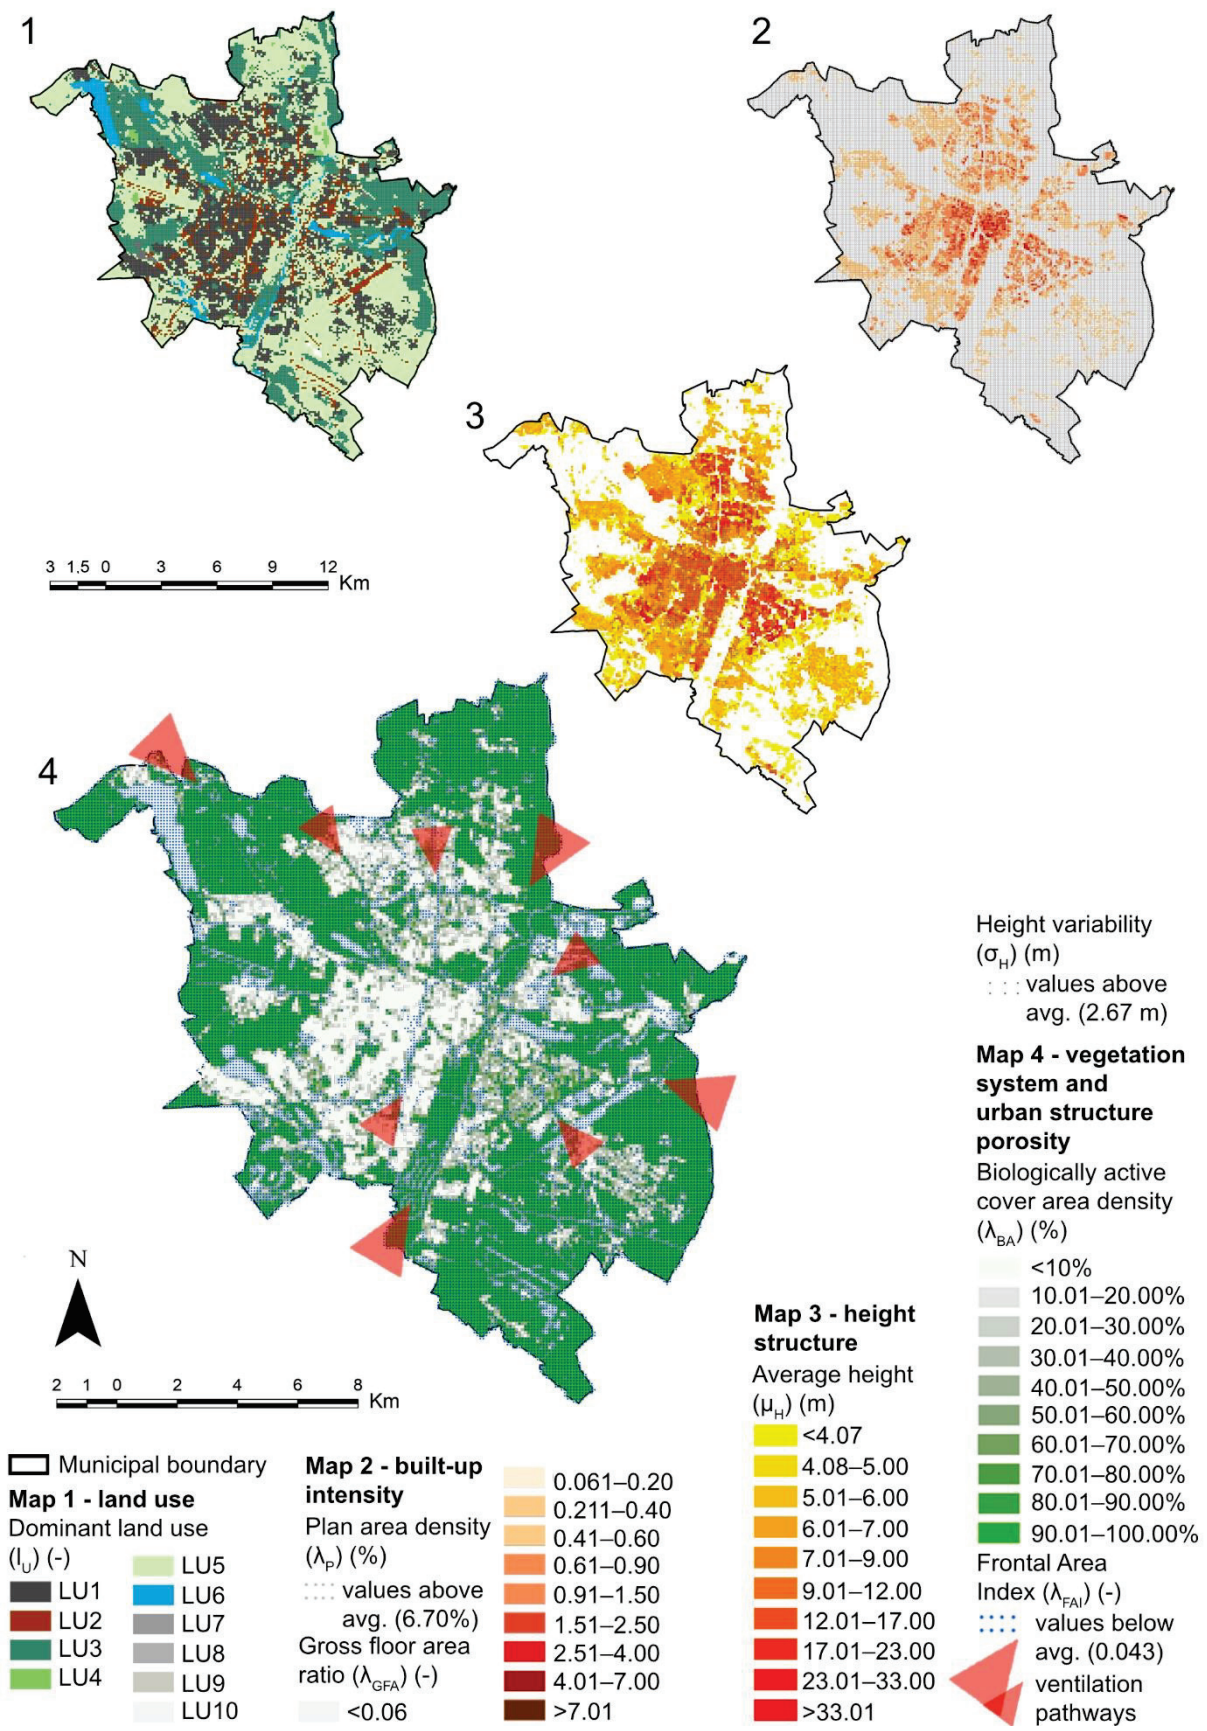 1
2
3
3 1.5 0 3 6 9 12 Km
4
N
2 1 0 2 4 6 8 Km
Municipal boundary
Map 1 - land use
Dominant land use
(l_U) (-)
LU1
LU2
LU3
LU4
LU5
LU6
LU7
LU8
LU9
LU10
Map 2 - built-up
intensity
Plan area density
(λ_P) (%)
values above
avg. (6.70%)
Gross floor area
ratio (λ_GFA) (-)
<0.06
0.061–0.20
0.211–0.40
0.41–0.60
0.61–0.90
0.91–1.50
1.51–2.50
2.51–4.00
4.01–7.00
>7.01
Map 3 - height
structure
Average height
(μ_H) (m)
<4.07
4.08–5.00
5.01–6.00
6.01–7.00
7.01–9.00
9.01–12.00
12.01–17.00
17.01–23.00
23.01–33.00
>33.01
Height variability
(σ_H) (m)
values above
avg. (2.67 m)
Map 4 - vegetation
system and
urban structure
porosity
Biologically active
cover area density
(λ_BA) (%)
<10%
10.01–20.00%
20.01–30.00%
30.01–40.00%
40.01–50.00%
50.01–60.00%
60.01–70.00%
70.01–80.00%
80.01–90.00%
90.01–100.00%
Frontal Area
Index (λ_FAI) (-)
values below
avg. (0.043)
ventilation
pathways